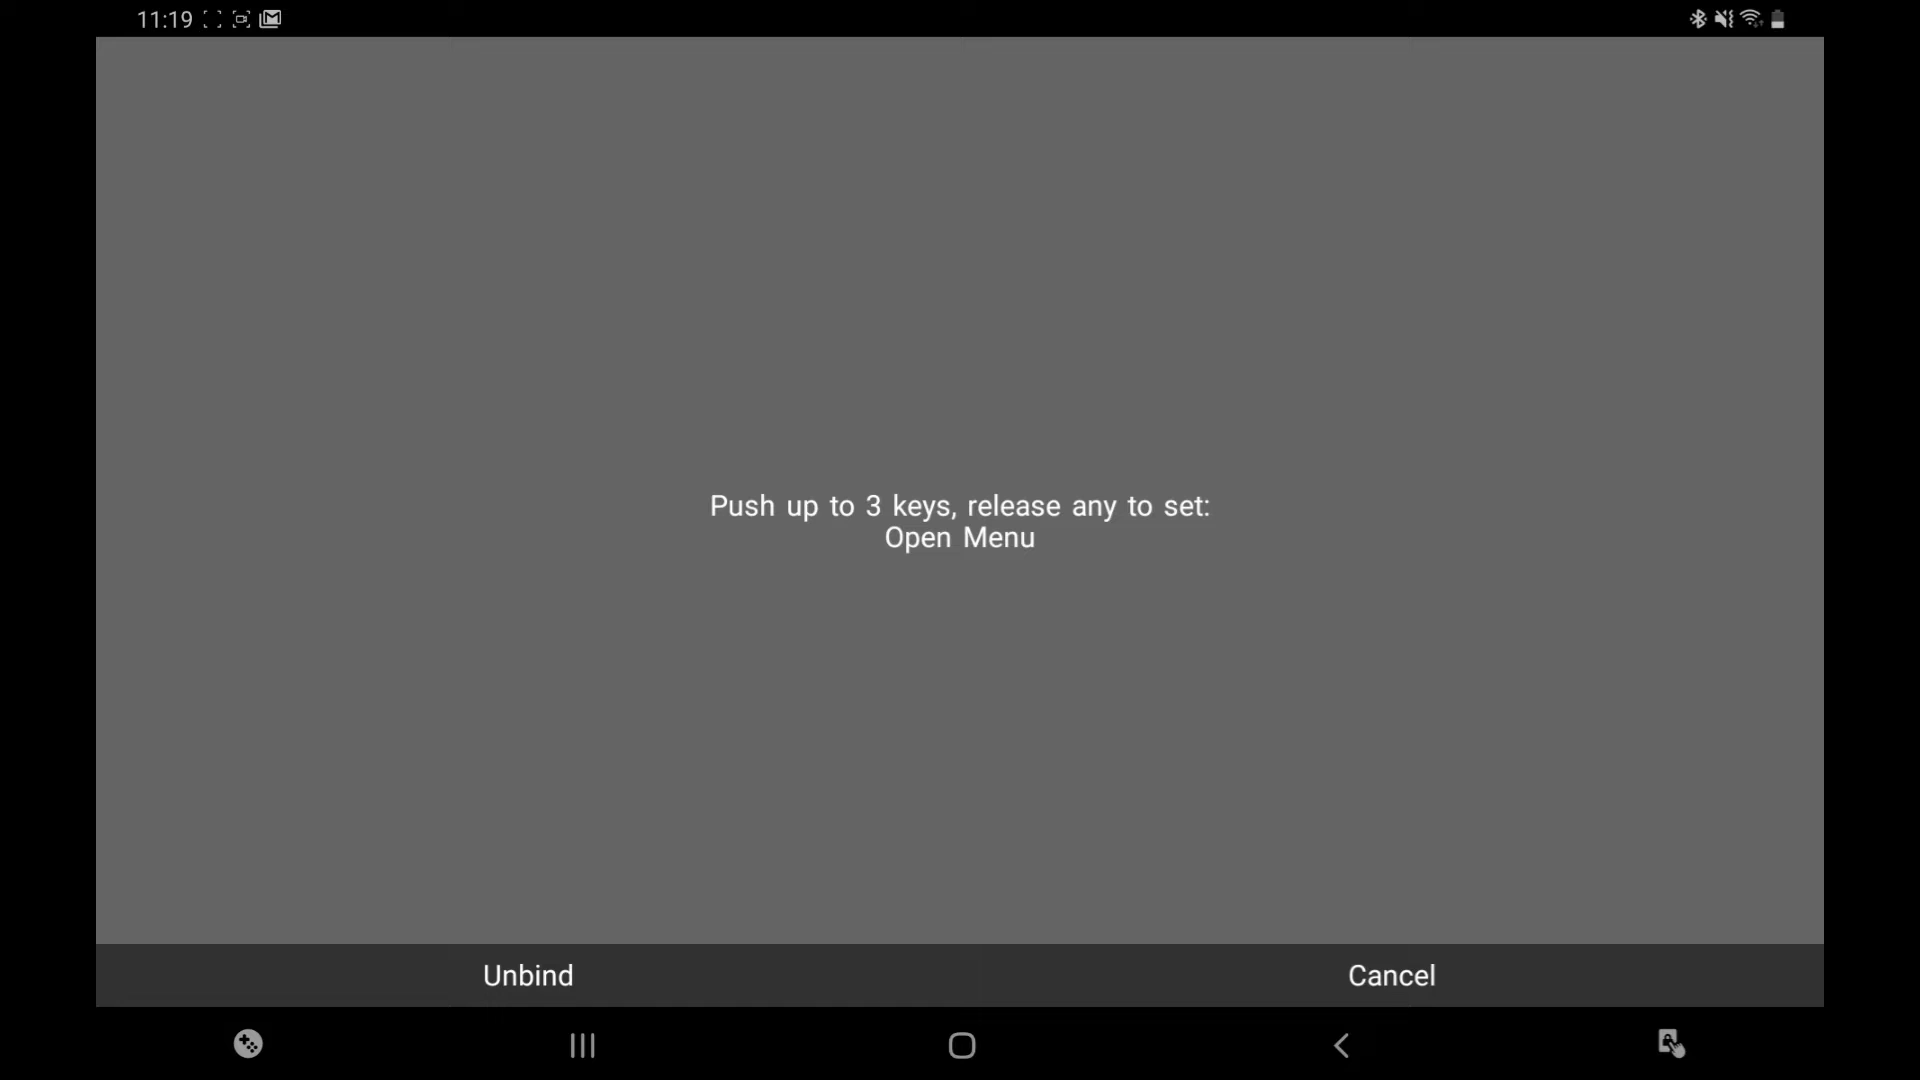 11:19
Push up to 3 keys, release any to set:
Open Menu
Unbind
Cancel